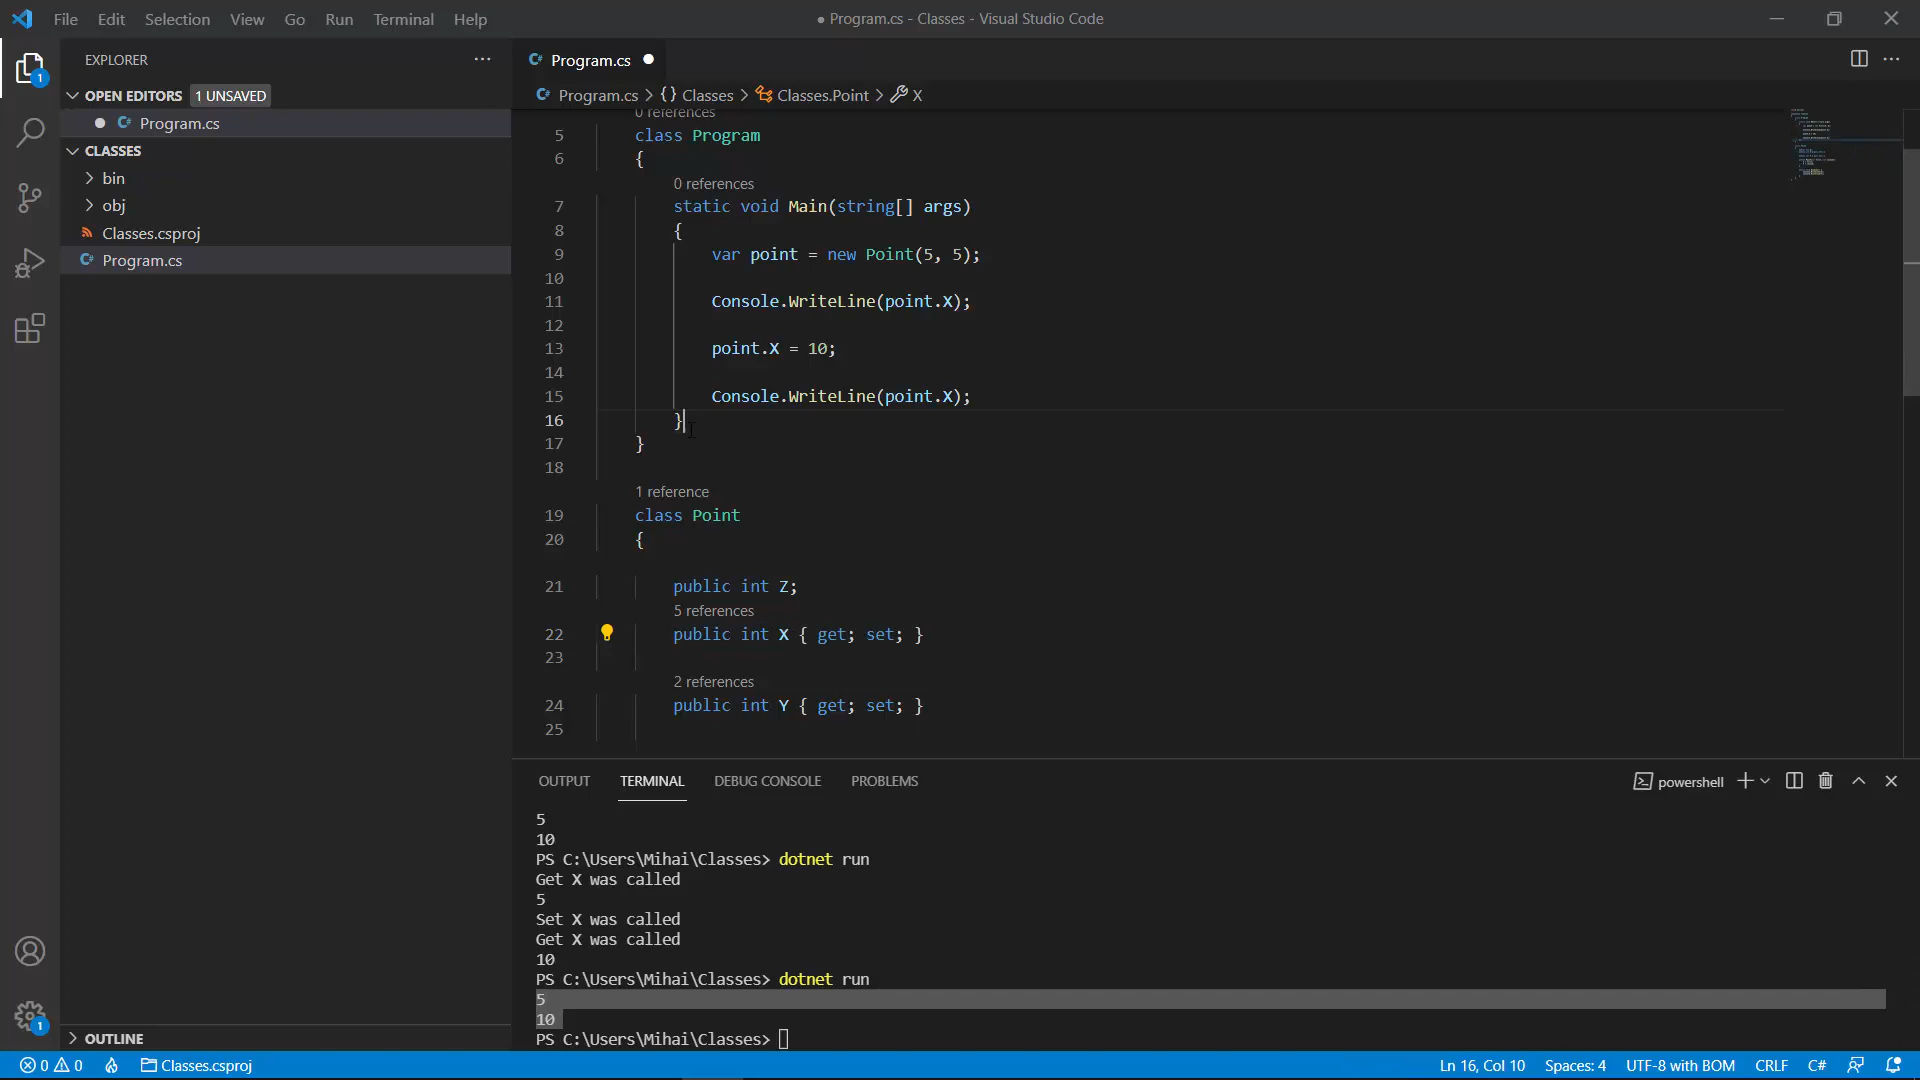 File Edit Selection View Go Run Terminal Help
● Program.cs - Classes - Visual Studio Code
EXPLORER
OPEN EDITORS 1 UNSAVED
Program.cs
CLASSES
bin
obj
Classes.csproj
Program.cs
OUTLINE
1
1
Program.cs
Program.cs > {} Classes > Classes.Point > X
0 references
5 class Program
6 {
0 references
7 static void Main(string[] args)
8 {
9 var point = new Point(5, 5);
10
11 Console.WriteLine(point.X);
12
13 point.X = 10;
14
15 Console.WriteLine(point.X);
16 }
17 }
18
1 reference
19 class Point
20 {
21 public int Z;
5 references
22 public int X { get; set; }
23
2 references
24 public int Y { get; set; }
25
OUTPUT TERMINAL DEBUG CONSOLE PROBLEMS
powershell
5
10
PS C:\Users\Mihai\Classes> dotnet run
Get X was called
5
Set X was called
Get X was called
10
PS C:\Users\Mihai\Classes> dotnet run
5
10
PS C:\Users\Mihai\Classes>
0 0 Classes.csproj
Ln 16, Col 10 Spaces: 4 UTF-8 with BOM CRLF C#